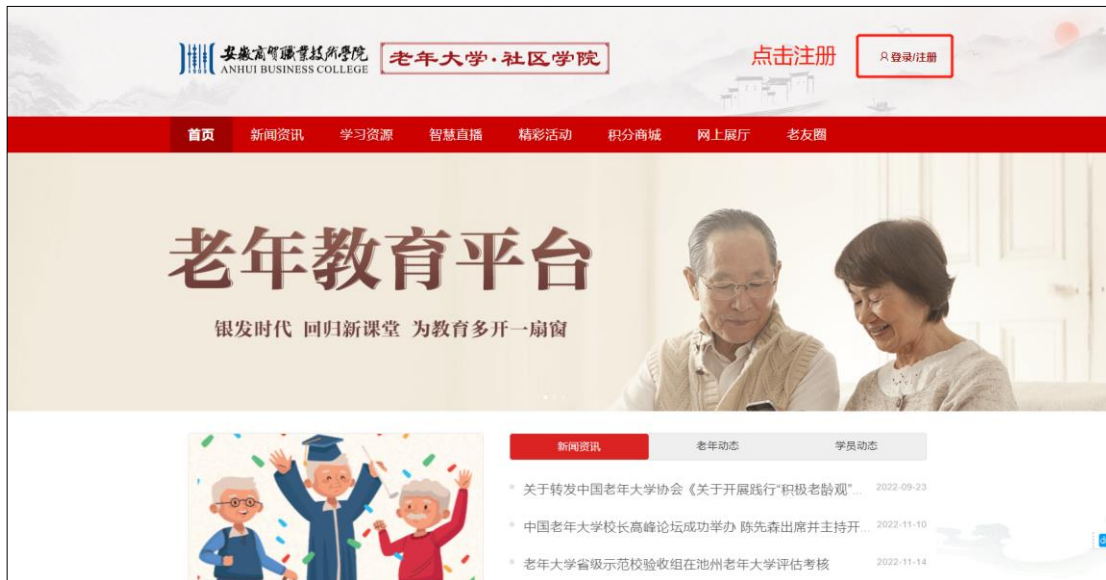 安徽商贸职业技术学院
ANHUI BUSINESS COLLEGE
老年大学·社区学院
点击注册
登录/注册
首页 新闻资讯 学习资源 智慧直播 精彩活动 积分商城 网上展厅 老友圈
老年教育平台
银发时代 回归新课堂 为教育多开一扇窗
新闻资讯 老年动态 学员动态
关于转发中国老年大学协会《关于开展践行“积极老龄观”... 2022-09-23
中国老年大学校长高峰论坛成功举办 陈先森出席并主持开... 2022-11-10
老年大学省级示范校验收组在池州老年大学评估考核 2022-11-14